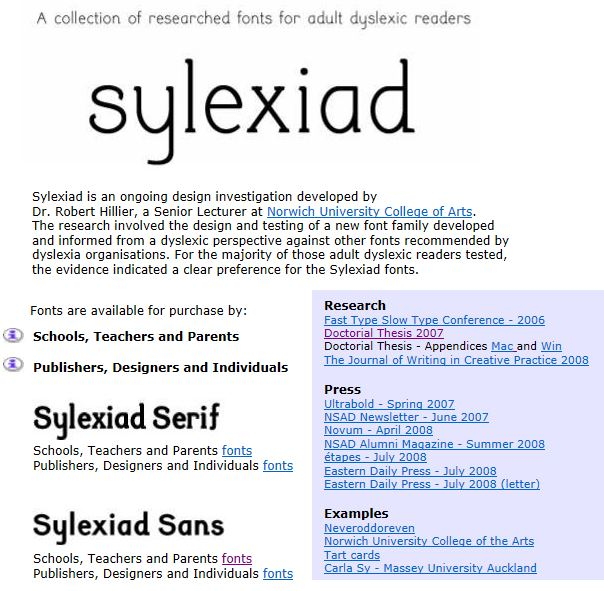 A collection of researched fonts for adult dyslexic readers
sylexiad
Sylexiad is an ongoing design investigation developed by
Dr. Robert Hillier, a Senior Lecturer at Norwich University College of Arts.
The research involved the design and testing of a new font family developed
and informed from a dyslexic perspective against other fonts recommended by
dyslexia organisations. For the majority of those adult dyslexic readers tested,
the evidence indicated a clear preference for the Sylexiad fonts.
Fonts are available for purchase by:
i Schools, Teachers and Parents
i Publishers, Designers and Individuals
Sylexiad Serif
Schools, Teachers and Parents fonts
Publishers, Designers and Individuals fonts
Sylexiad Sans
Schools, Teachers and Parents fonts
Publishers, Designers and Individuals fonts
Research
Fast Type Slow Type Conference - 2006
Doctorial Thesis 2007
Doctorial Thesis - Appendices Mac and Win
The Journal of Writing in Creative Practice 2008
Press
Ultrabold - Spring 2007
NSAD Newsletter - June 2007
Novum - April 2008
NSAD Alumni Magazine - Summer 2008
étapes - July 2008
Eastern Daily Press - July 2008
Eastern Daily Press - July 2008 (letter)
Examples
Neveroddoreven
Norwich University College of the Arts
Tart cards
Carla Sy - Massey University Auckland